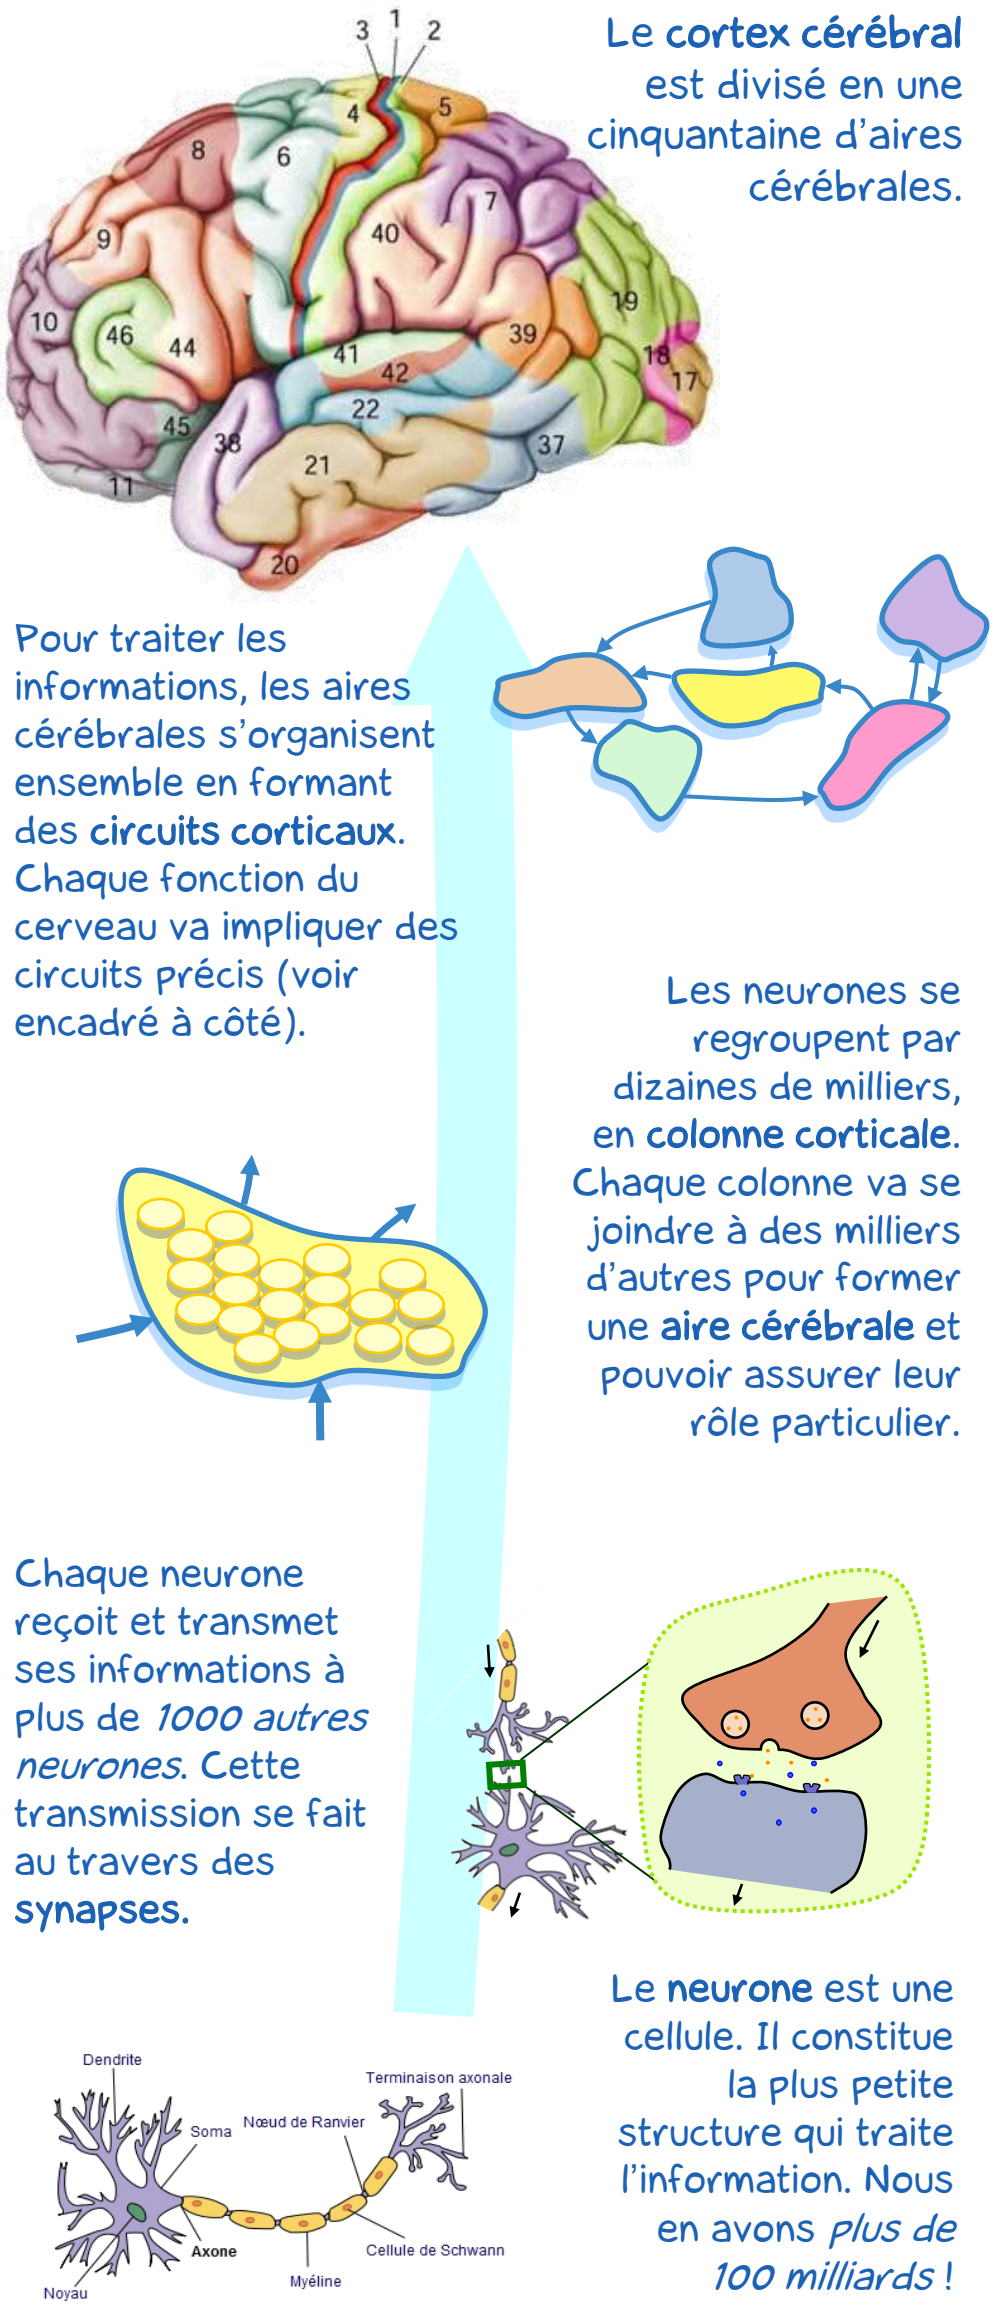 3
1
2
4
5
8
6
7
9
40
19
10
46
44
39
41
18
42
17
22
45
38
37
21
11
20
Le cortex cérébral
est divisé en une
cinquantaine d'aires
cérébrales.
Pour traiter les
informations, les aires
cérébrales s'organisent
ensemble en formant
des circuits corticaux.
Chaque fonction du
cerveau va impliquer des
circuits précis (voir
encadré à côté).
Les neurones se
regroupent par
dizaines de milliers,
en colonne corticale.
Chaque colonne va se
joindre à des milliers
d'autres pour former
une aire cérébrale et
pouvoir assurer leur
rôle particulier.
Chaque neurone
reçoit et transmet
ses informations à
plus de 1000 autres
neurones. Cette
transmission se fait
au travers des
synapses.
Le neurone est une
cellule. Il constitue
la plus petite
structure qui traite
l'information. Nous
en avons plus de
100 milliards !
Dendrite
Terminaison axonale
Nœud de Ranvier
Soma
Axone
Cellule de Schwann
Myéline
Noyau